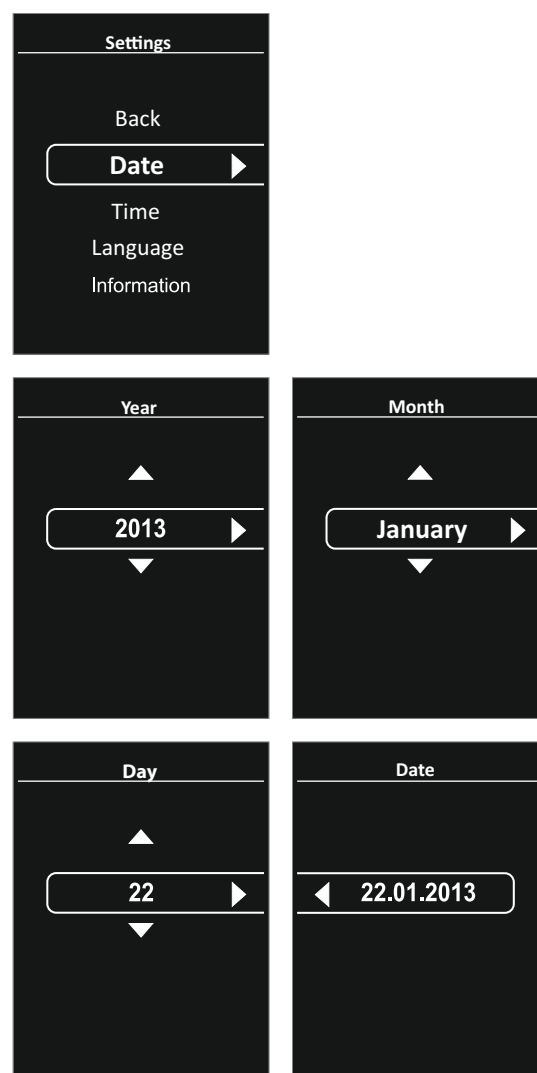 Settings
Back
Date
Time
Language
Information
Year
2013
Month
January
Day
22
Date
22.01.2013